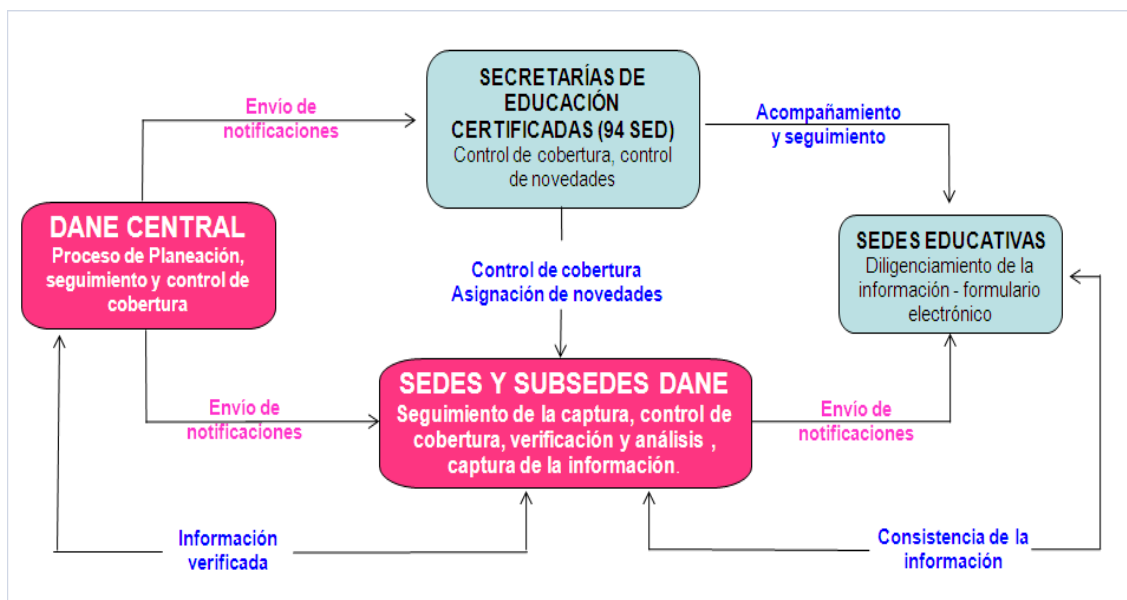 SECRETARÍAS DE
EDUCACIÓN
CERTIFICADAS (94 SED)
Control de cobertura, control
de novedades
Envío de
notificaciones
Acompañamiento
y seguimiento
DANE CENTRAL
Proceso de Planeación,
seguimiento y control de
cobertura
SEDES EDUCATIVAS
Diligenciamiento de la
información - formulario
electrónico
Control de cobertura
Asignación de novedades
SEDES Y SUBSEDES DANE
Seguimiento de la captura, control de
cobertura, verificación y análisis ,
captura de la información.
Envío de
notificaciones
Envío de
notificaciones
Información
verificada
Consistencia de la
información